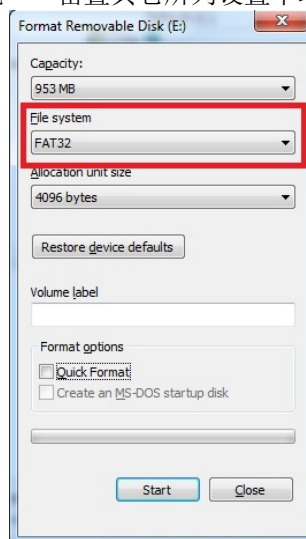 Format Removable Disk (E:)
Capacity:
953 MB
File system
FAT32
Allocation unit size
4096 bytes
Restore device defaults
Volume label
Format options
Quick Format
Create an MS-DOS startup disk
Start Close